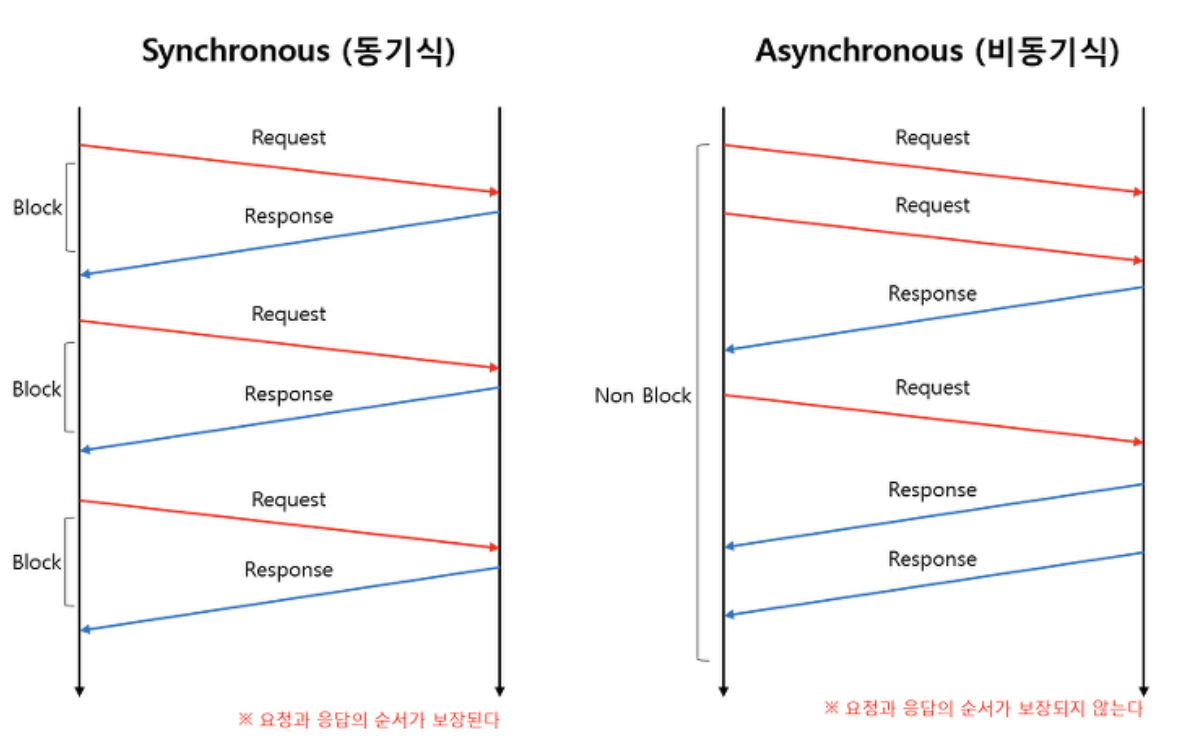 Synchronous (동기식)
Request
Block
Response
Request
Block
Response
Request
Block
Response
※ 요청과 응답의 순서가 보장된다
Asynchronous (비동기식)
Request
Request
Response
Non Block
Request
Response
Response
※ 요청과 응답의 순서가 보장되지 않는다